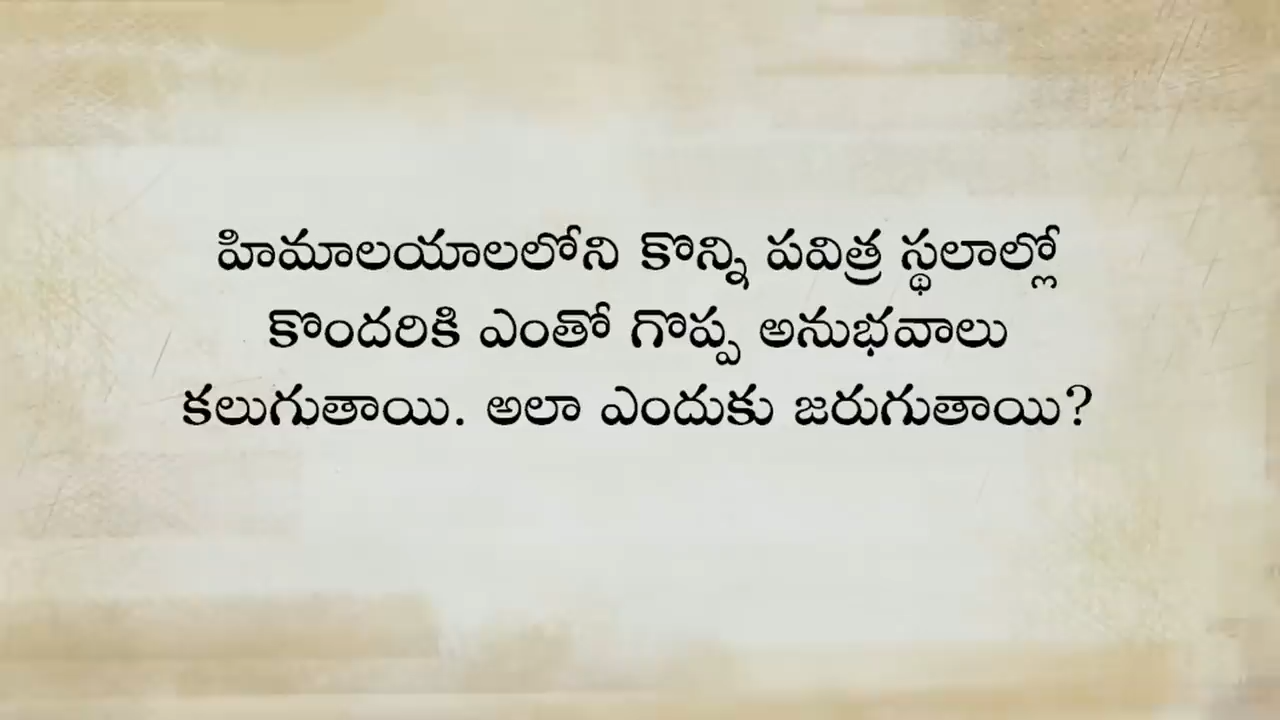 హిమాలయాలలోని కొన్ని పవిత్ర స్థలాల్లో
కొందరికి ఎంతో గొప్ప అనుభవాలు
కలుగుతాయి. అలా ఎందుకు జరుగుతాయి?